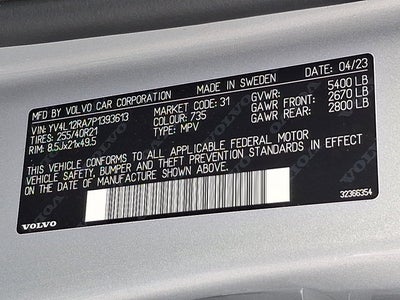 MFD BY VOLVO CAR CORPORATION MADE IN SWEDEN DATE 04/23
VIN:YV4L12RA7P1393613 MARKET CODE: 31 GVWR: 5400 LB
TIRES: 255/40R21 COLOUR: 735 GAWR FRONT: 2670 LB
RIM: 8.5Jx21x49.5 TYPE: MPV GAWR REAR: 2800 LB
THIS VEHICLE CONFORMS TO ALL APPLICABLE FEDERAL MOTOR
VEHICLE SAFETY, BUMPER AND THEFT PREVENTION STANDARDS IN EFFECT
ON THE DATE OF MANUFACTURE SHOWN ABOVE.
32366354
VOLVO